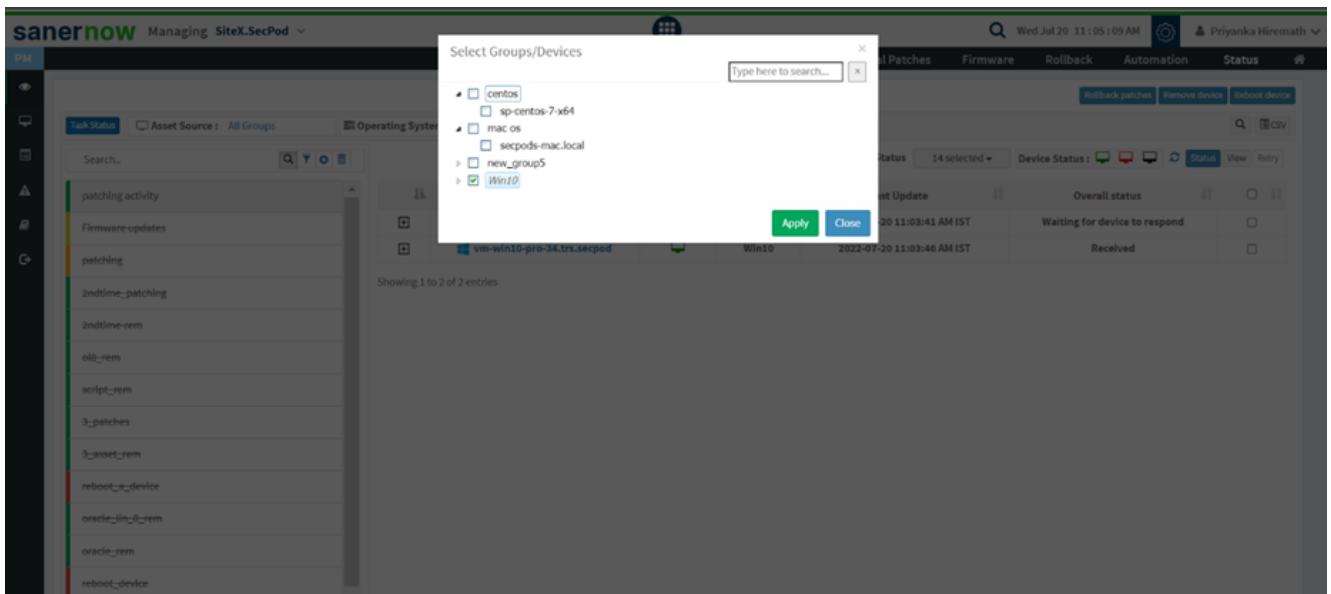 sanernow Managing SiteX.SecPod Wed Jul 20 11:05:09 AM Priyanka Hiremath
PM al Patches Firmware Rollback Automation Status
Select Groups/Devices ×
Type here to search... ×
centos
sp-centos-7-x64
mac os
secpods-mac.local
new_group5
Win10
Apply Close
Rollback patches Remove device Reboot device
Task Status Asset Source : All Groups Operating System CSV
Search.. Status 14 selected Device Status : Status View Retry
patching activity
Firmware updates
patching
2ndtime_patching
2ndtime-rem
ol8_rem
script_rem
3_patches
3_asset_rem
reboot_a_device
oracle_lin_8_rem
oracle_rem
reboot_device
Update Overall status
-20 11:03:41 AM IST Waiting for device to respond
vm-win10-pro-34.trs.secpod Win10 2022-07-20 11:03:46 AM IST Received
Showing 1 to 2 of 2 entries